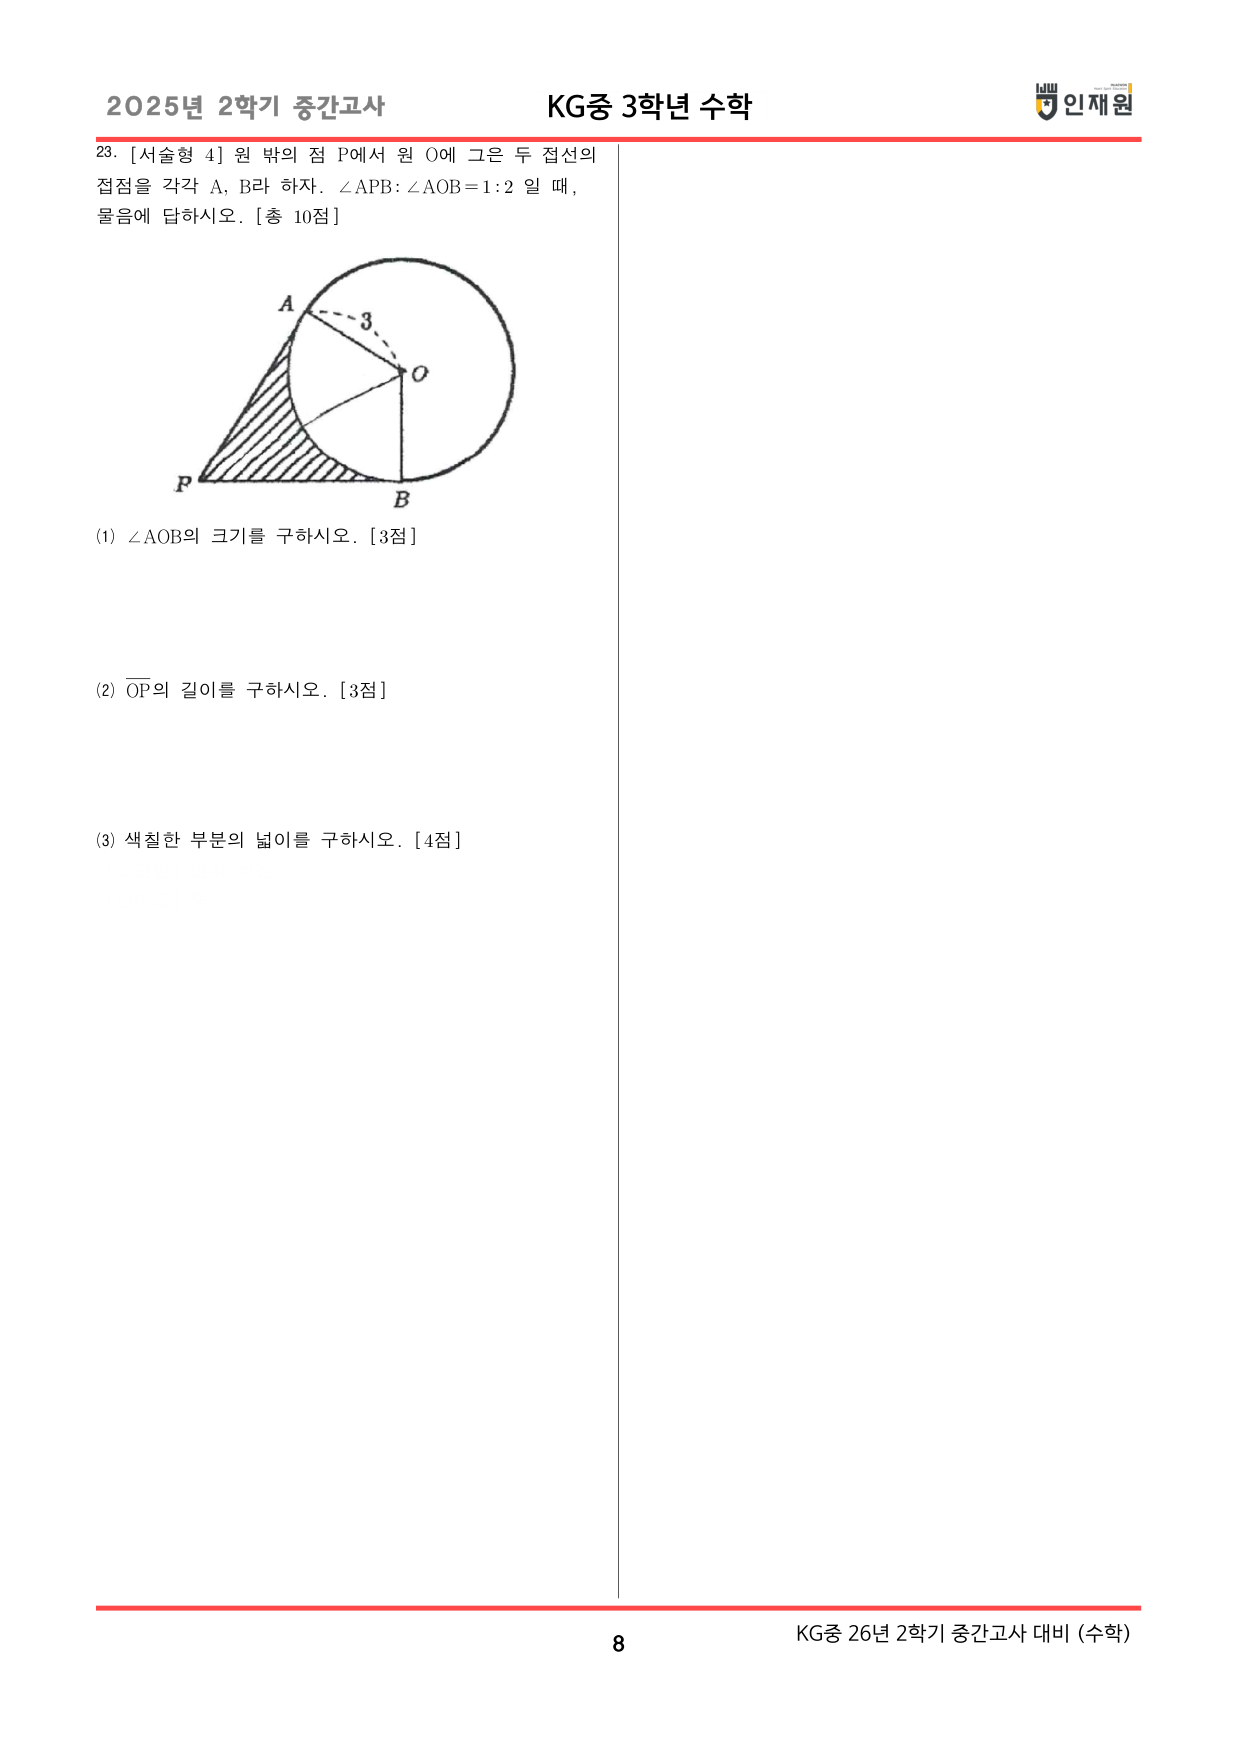 2025년 2학기 중간고사
KG중 3학년 수학
인재원
23. [서술형 4] 원 밖의 점 P에서 원 O에 그은 두 접선의
접점을 각각 A, B라 하자. ∠APB:∠AOB=1:2 일 때,
물음에 답하시오. [총 10점]
A
3
O
P
B
(1) ∠AOB의 크기를 구하시오. [3점]
(2) O̅P̅의 길이를 구하시오. [3점]
(3) 색칠한 부분의 넓이를 구하시오. [4점]
8
KG중 26년 2학기 중간고사 대비 (수학)